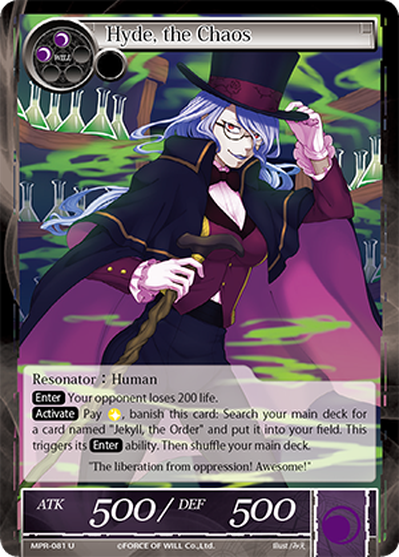 Hyde, the Chaos
WILL
Resonator : Human
Enter Your opponent loses 200 life.
Activate Pay , banish this card: Search your main deck for
a card named "Jekyll, the Order" and put it into your field. This
triggers its Enter ability. Then shuffle your main deck.
"The liberation from oppression! Awesome!"
ATK 500/ DEF 500
MPR-081 U ©FORCE OF WILL Co.,Ltd. Illust/